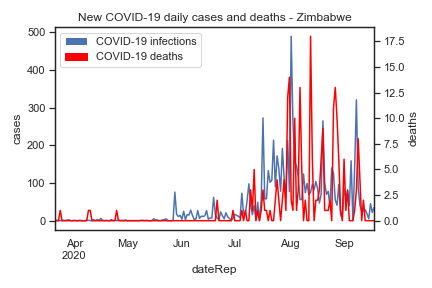 New COVID-19 daily cases and deaths - Zimbabwe
COVID-19 infections
COVID-19 deaths
500
400
300
200
100
0
cases
17.5
15.0
12.5
10.0
7.5
5.0
2.5
0.0
deaths
Apr May Jun Jul Aug Sep
2020
dateRep